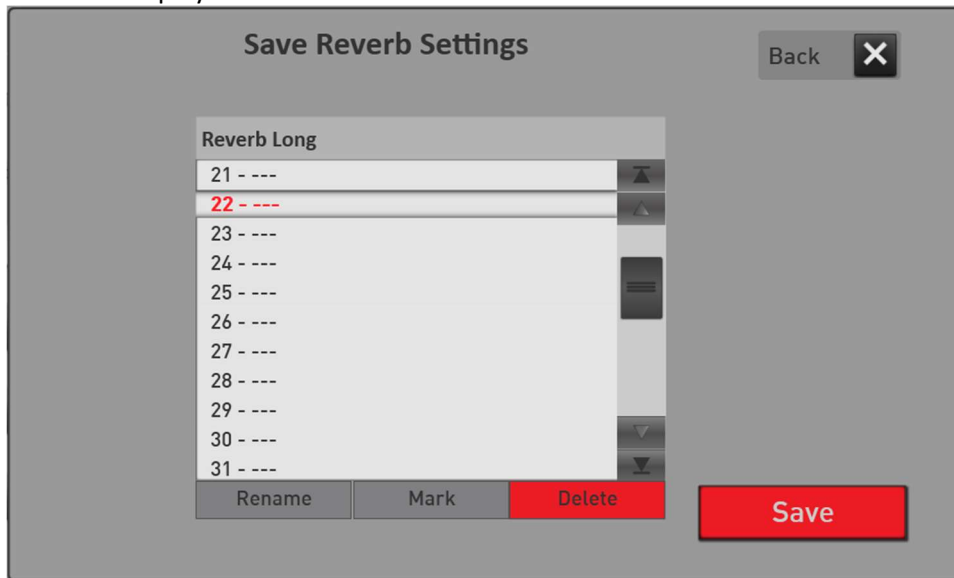 Save Reverb Settings
Back
Reverb Long
21 - ---
22 - ---
23 - ---
24 - ---
25 - ---
26 - ---
27 - ---
28 - ---
29 - ---
30 - ---
31 - ---
Rename Mark Delete
Save